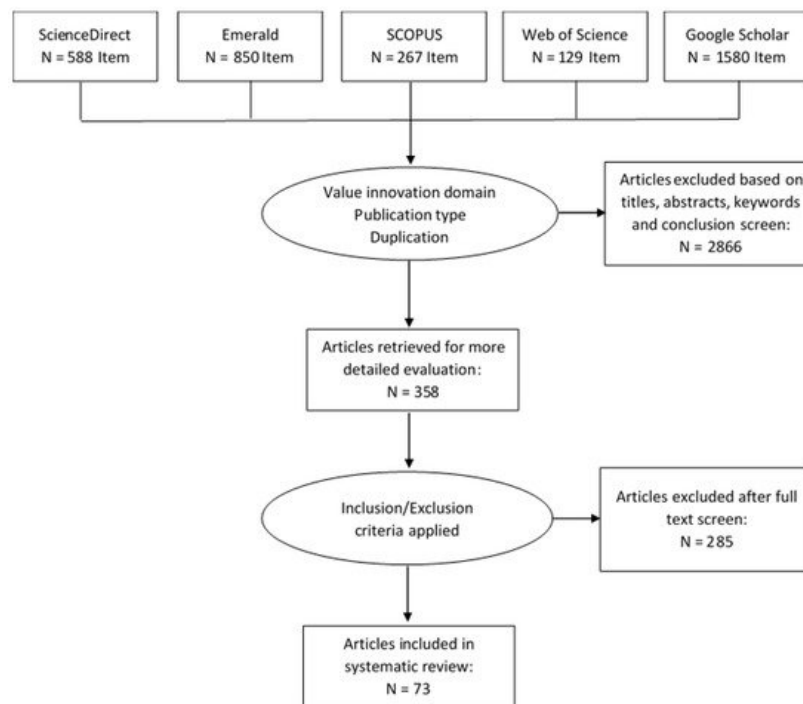 ScienceDirect
N = 588 Item
Emerald
N = 850 Item
SCOPUS
N = 267 Item
Web of Science
N = 129 Item
Google Scholar
N = 1580 Item
Value innovation domain
Publication type
Duplication
Articles excluded based on
titles, abstracts, keywords
and conclusion screen:
N = 2866
Articles retrieved for more
detailed evaluation:
N = 358
Inclusion/Exclusion
criteria applied
Articles excluded after full
text screen:
N = 285
Articles included in
systematic review:
N = 73